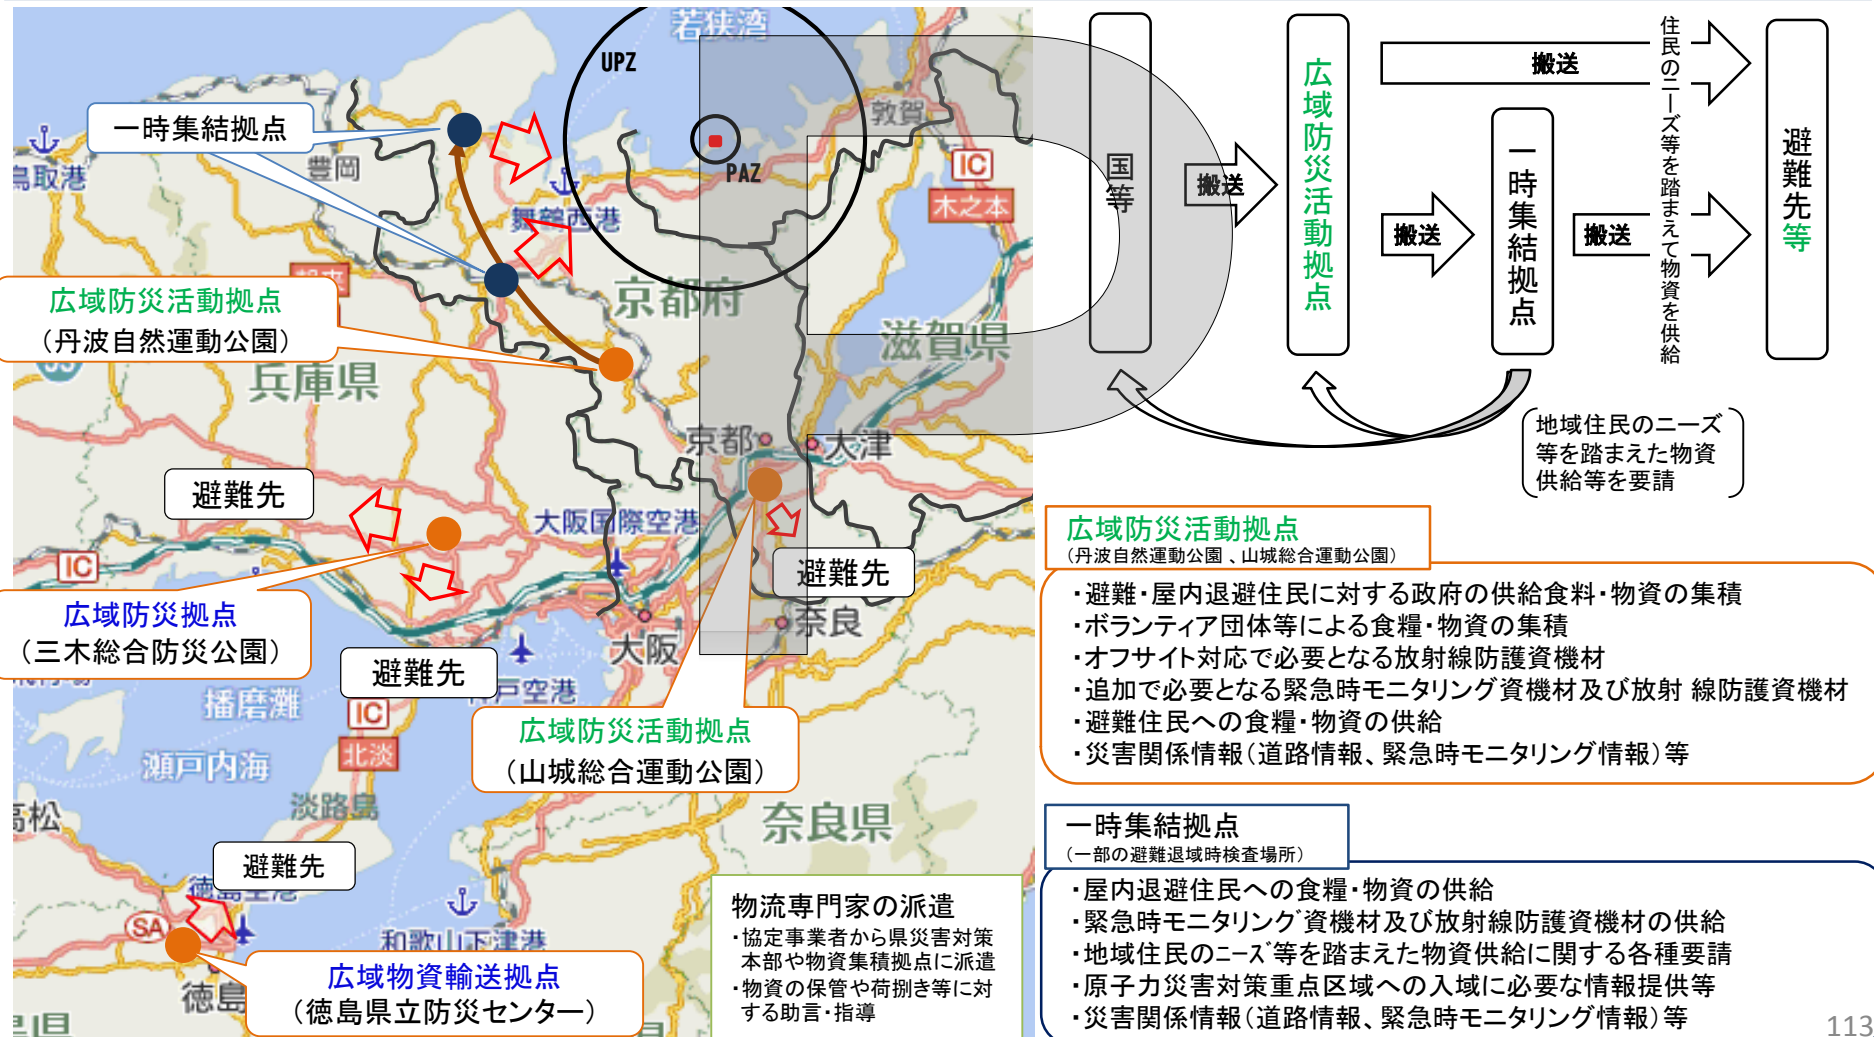 若狭湾
UPZ
PAZ
敦賀
一時集結拠点
豊岡
鳥取港
舞鶴西港
IC
木之本
京都府
滋賀県
広域防災活動拠点
(丹波自然運動公園)
兵庫県
京都
大津
避難先
大阪国際空港
IC
避難先
広域防災拠点
(三木総合防災公園)
大阪
奈良
避難先
播磨灘
IC
北淡
瀬戸内海
淡路島
広域防災活動拠点
(山城総合運動公園)
奈良県
高松
避難先
徳島空港
SA
和歌山下津港
徳島
広域物資輸送拠点
(徳島県立防災センター)
物流専門家の派遣
・協定事業者から県災害対策
本部や物資集積拠点に派遣
・物資の保管や荷捌き等に対
する助言・指導
国等
搬送
広域防災活動拠点
搬送
搬送
一時集結拠点
搬送
住民のニーズ等を踏まえて物資を供給
避難先等
地域住民のニーズ
等を踏まえた物資
供給等を要請
広域防災活動拠点
(丹波自然運動公園 、山城総合運動公園)
・避難・屋内退避住民に対する政府の供給食料・物資の集積
・ボランティア団体等による食糧・物資の集積
・オフサイト対応で必要となる放射線防護資機材
・追加で必要となる緊急時モニタリング資機材及び放射 線防護資機材
・避難住民への食糧・物資の供給
・災害関係情報(道路情報、緊急時モニタリング情報)等
一時集結拠点
(一部の避難退域時検査場所)
・屋内退避住民への食糧・物資の供給
・緊急時モニタリング資機材及び放射線防護資機材の供給
・地域住民のニーズ等を踏まえた物資供給に関する各種要請
・原子力災害対策重点区域への入域に必要な情報提供等
・災害関係情報(道路情報、緊急時モニタリング情報)等
113